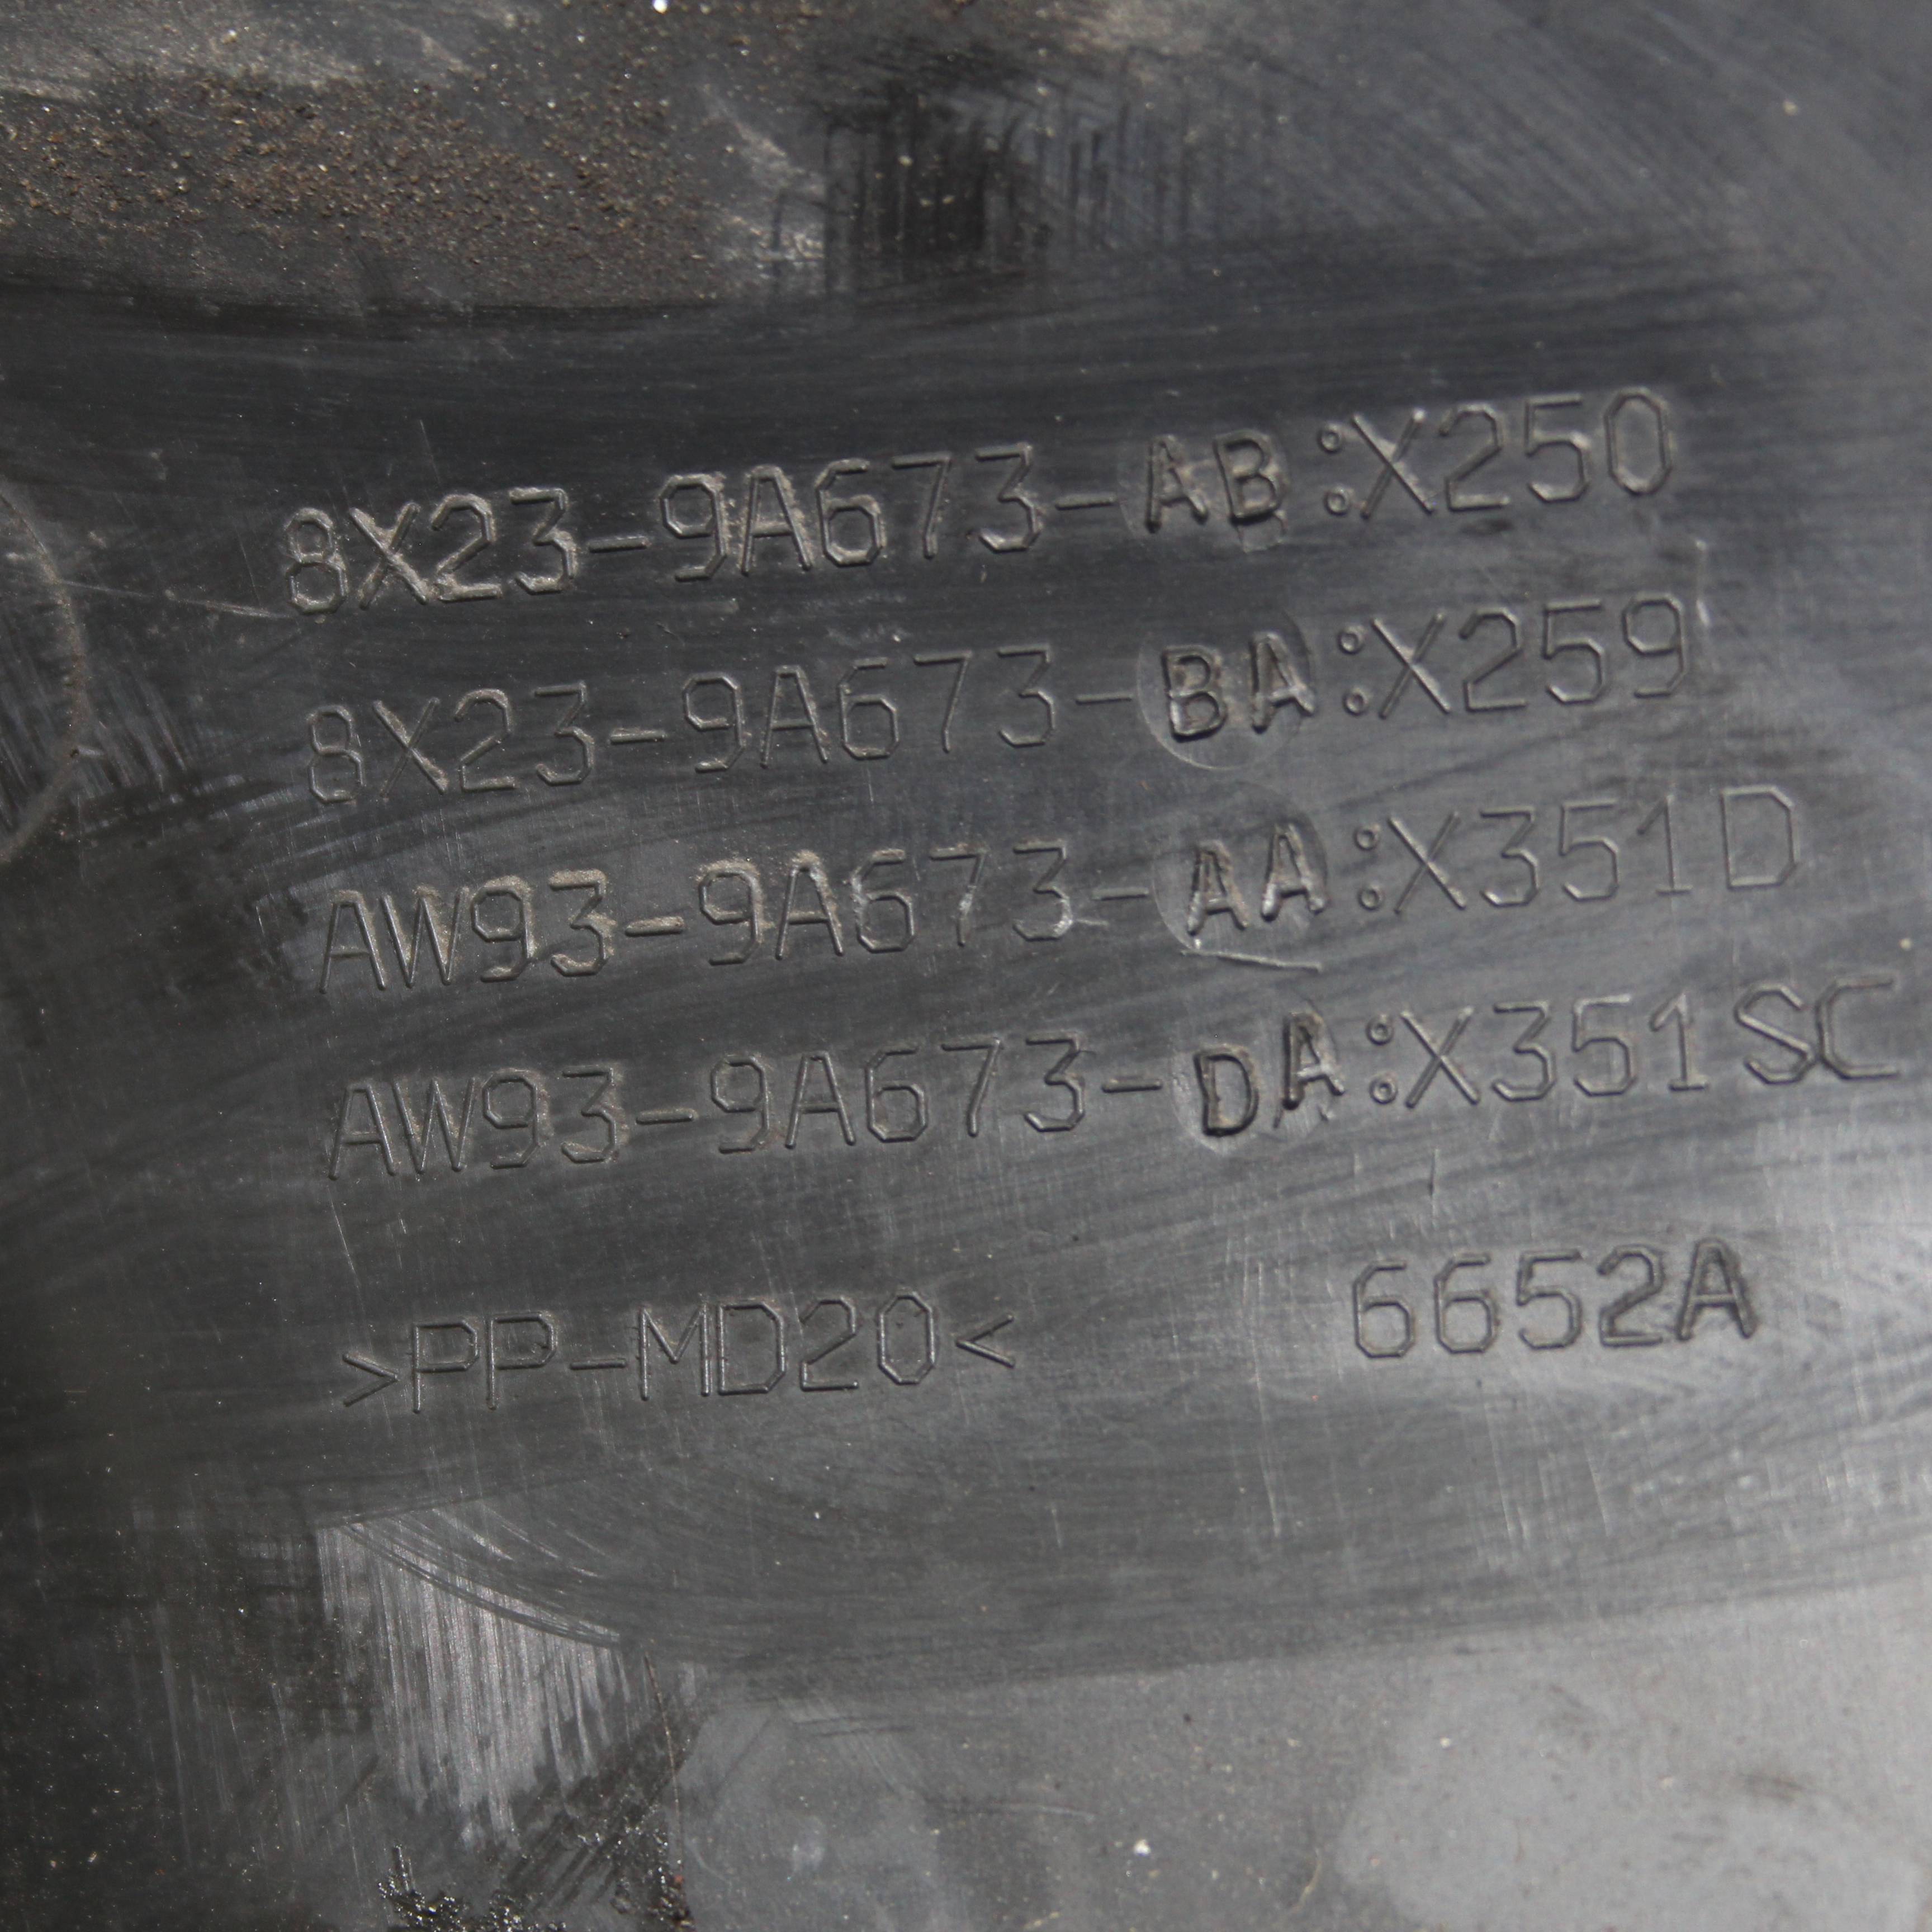 8X23-9A673-AB:X250
8X23-9A673-BA:X259
AW93-9A673-AA:X351D
AW93-9A673-DA:X351SC
>PP-MD20< 6652A